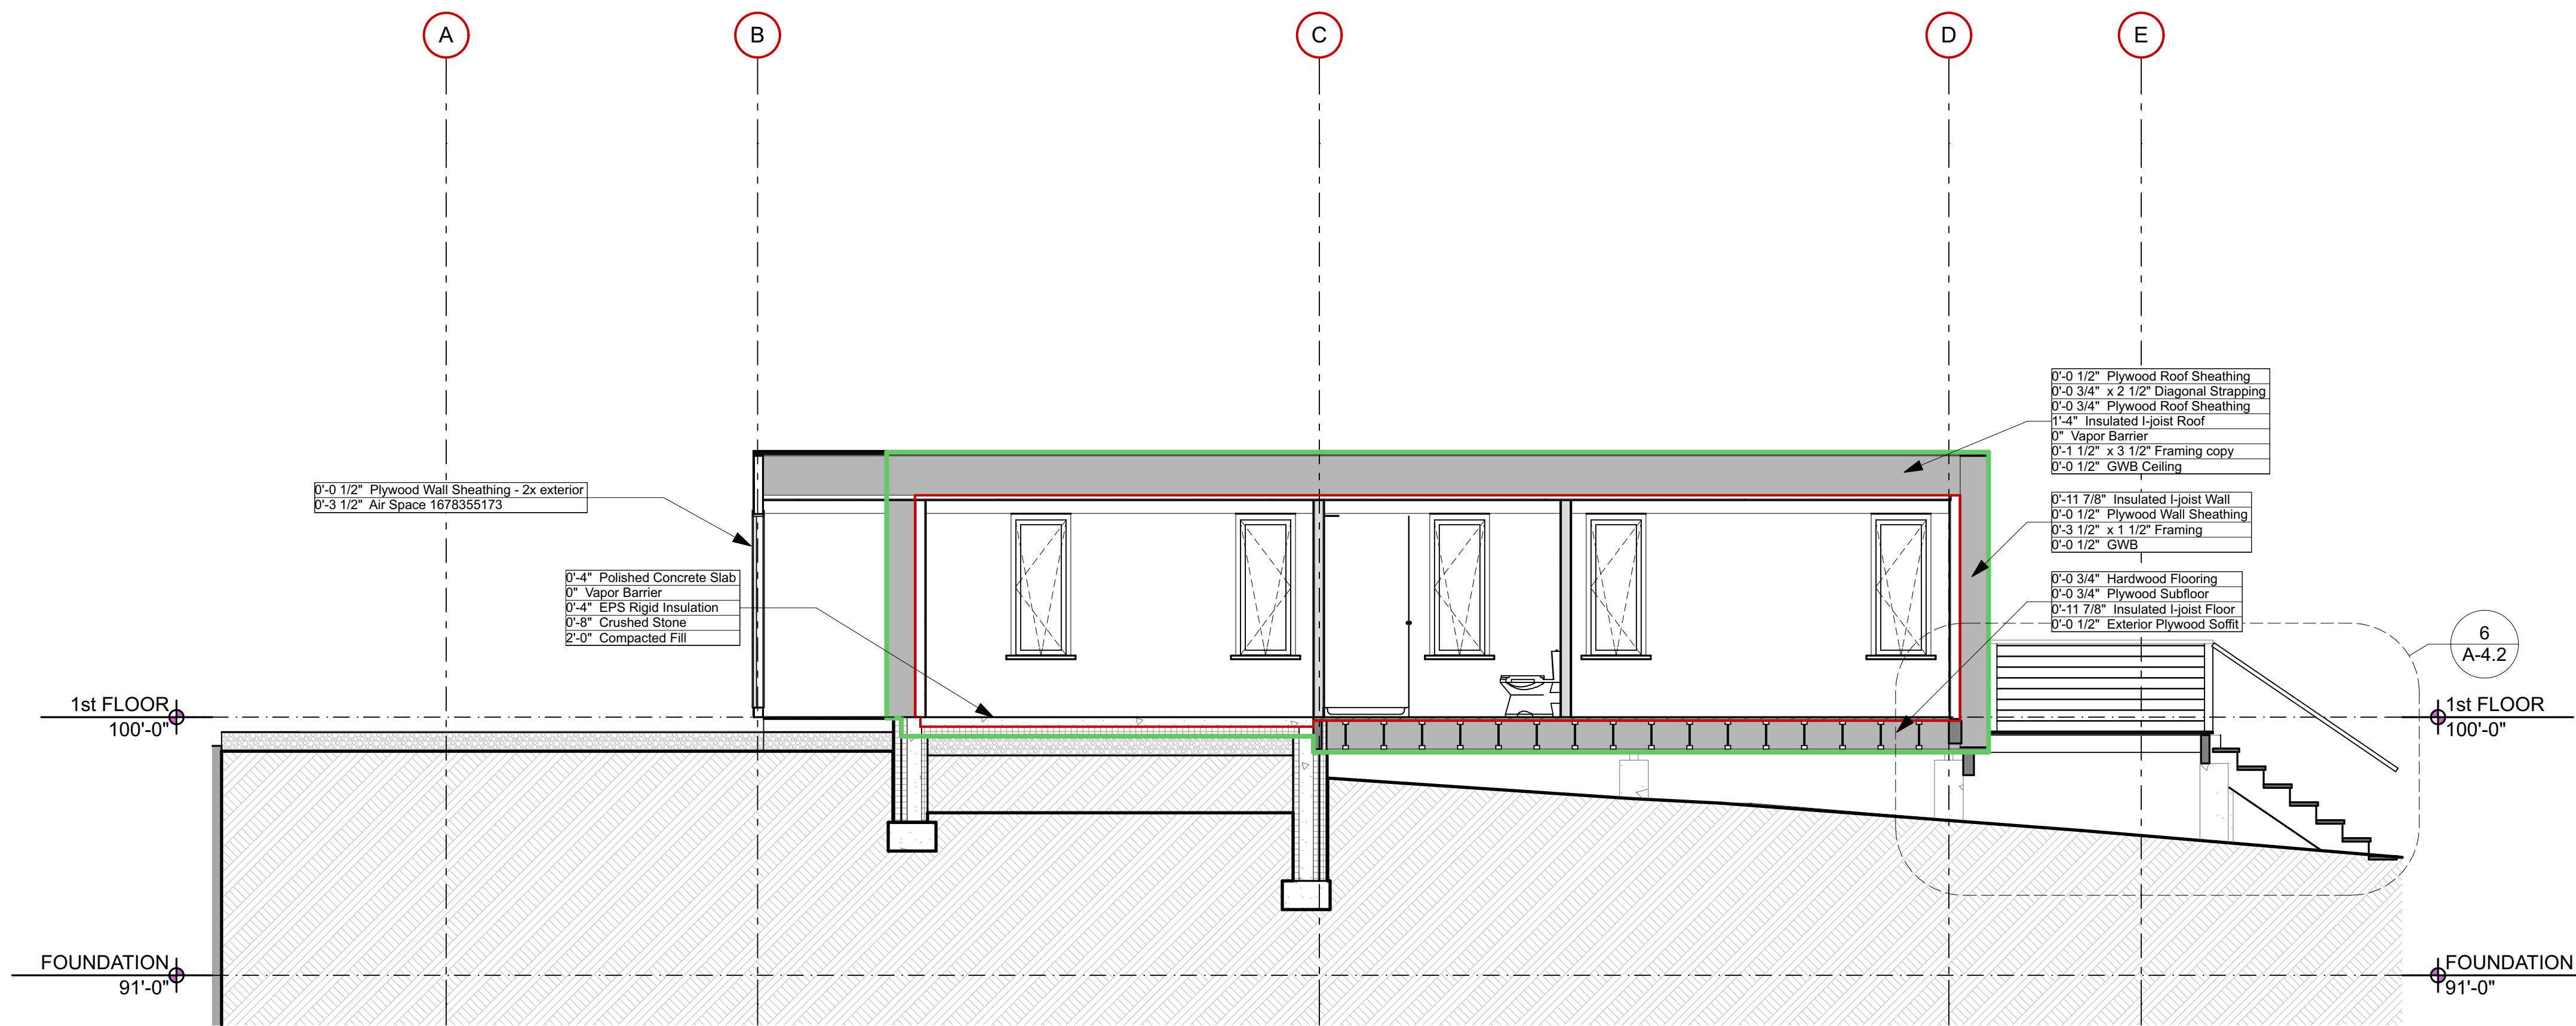 A
B
C
D
E
0'-0 1/2" Plywood Roof Sheathing
0'-0 3/4" x 2 1/2" Diagonal Strapping
0'-0 3/4" Plywood Roof Sheathing
1'-4" Insulated I-joist Roof
0" Vapor Barrier
0'-1 1/2" x 3 1/2" Framing copy
0'-0 1/2" GWB Ceiling
0'-0 1/2" Plywood Wall Sheathing - 2x exterior
0'-3 1/2" Air Space 1678355173
0'-11 7/8" Insulated I-joist Wall
0'-0 1/2" Plywood Wall Sheathing
0'-3 1/2" x 1 1/2" Framing
0'-0 1/2" GWB
0'-4" Polished Concrete Slab
0" Vapor Barrier
0'-4" EPS Rigid Insulation
0'-8" Crushed Stone
2'-0" Compacted Fill
0'-0 3/4" Hardwood Flooring
0'-0 3/4" Plywood Subfloor
0'-11 7/8" Insulated I-joist Floor
0'-0 1/2" Exterior Plywood Soffit
6
A-4.2
1st FLOOR
100'-0"
1st FLOOR
100'-0"
FOUNDATION
91'-0"
FOUNDATION
91'-0"